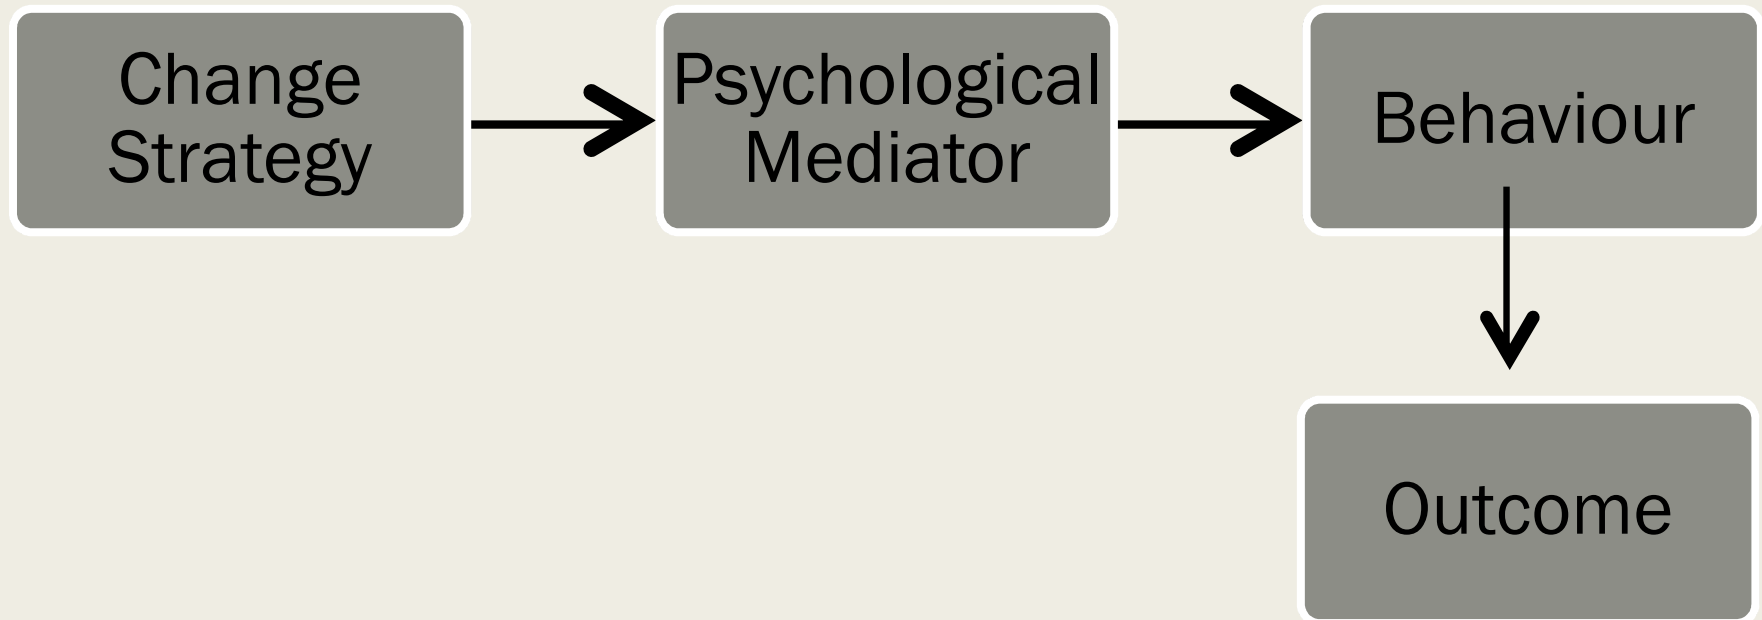 Change
Strategy
Psychological
Mediator
Behaviour
Outcome